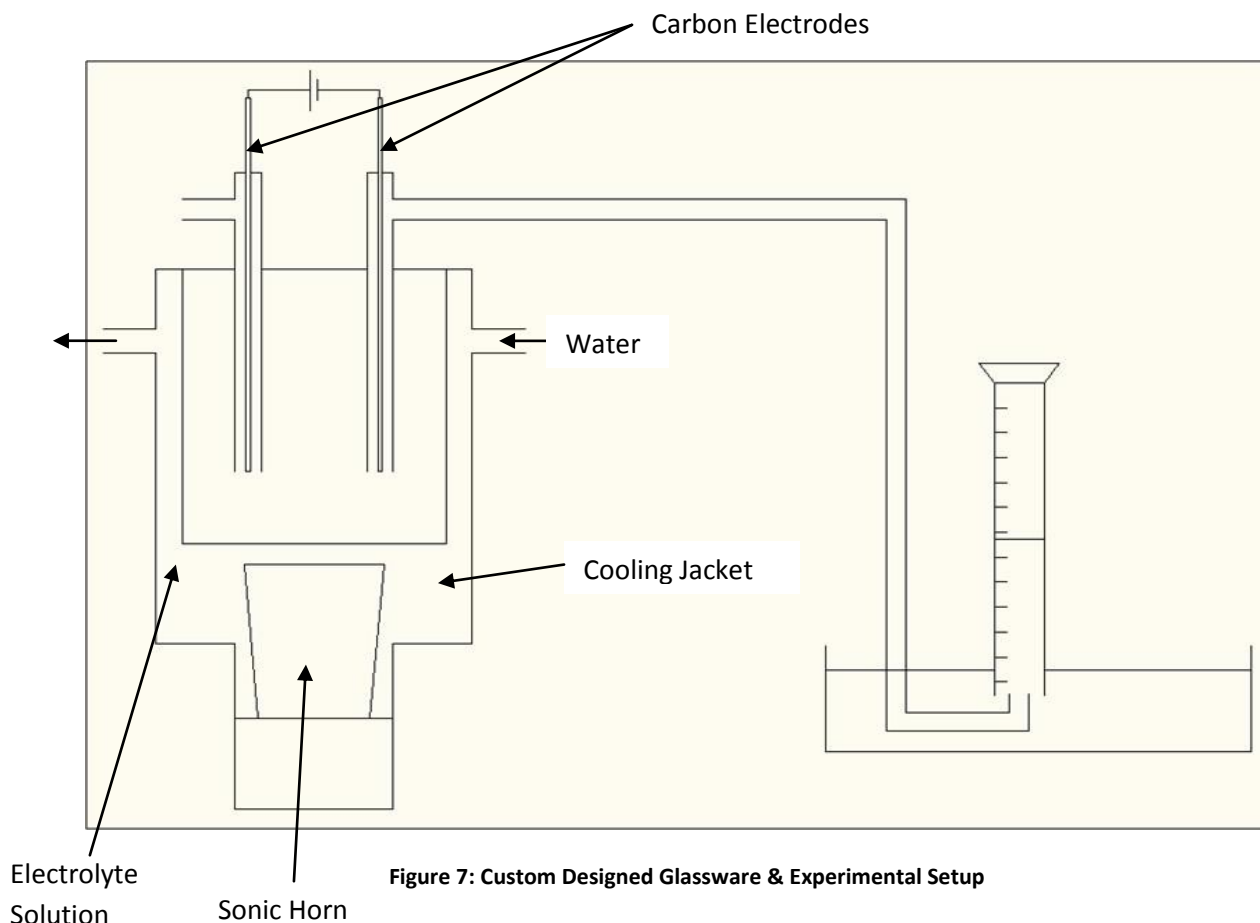 Carbon Electrodes
Water
Cooling Jacket
Electrolyte
Solution
Sonic Horn
Figure 7: Custom Designed Glassware & Experimental Setup